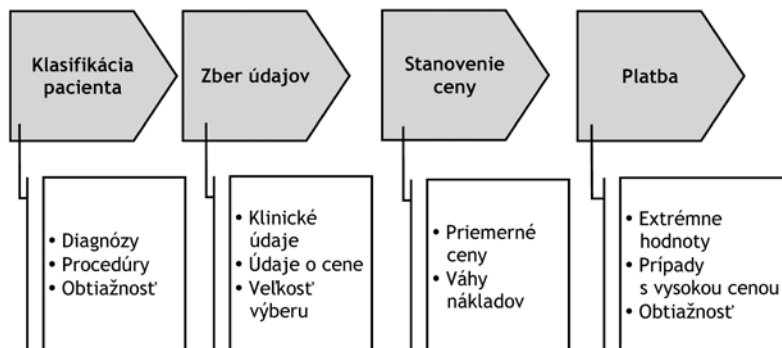 Klasifikácia
pacienta
Zber údajov
Stanovenie
ceny
Platba
• Diagnózy
• Procedúry
• Obtiažnosť
• Klinické
údaje
• Údaje o cene
• Veľkosť
výberu
• Priemerné
ceny
• Váhy
nákladov
• Extrémne
hodnoty
• Prípady
s vysokou cenou
• Obtiažnosť